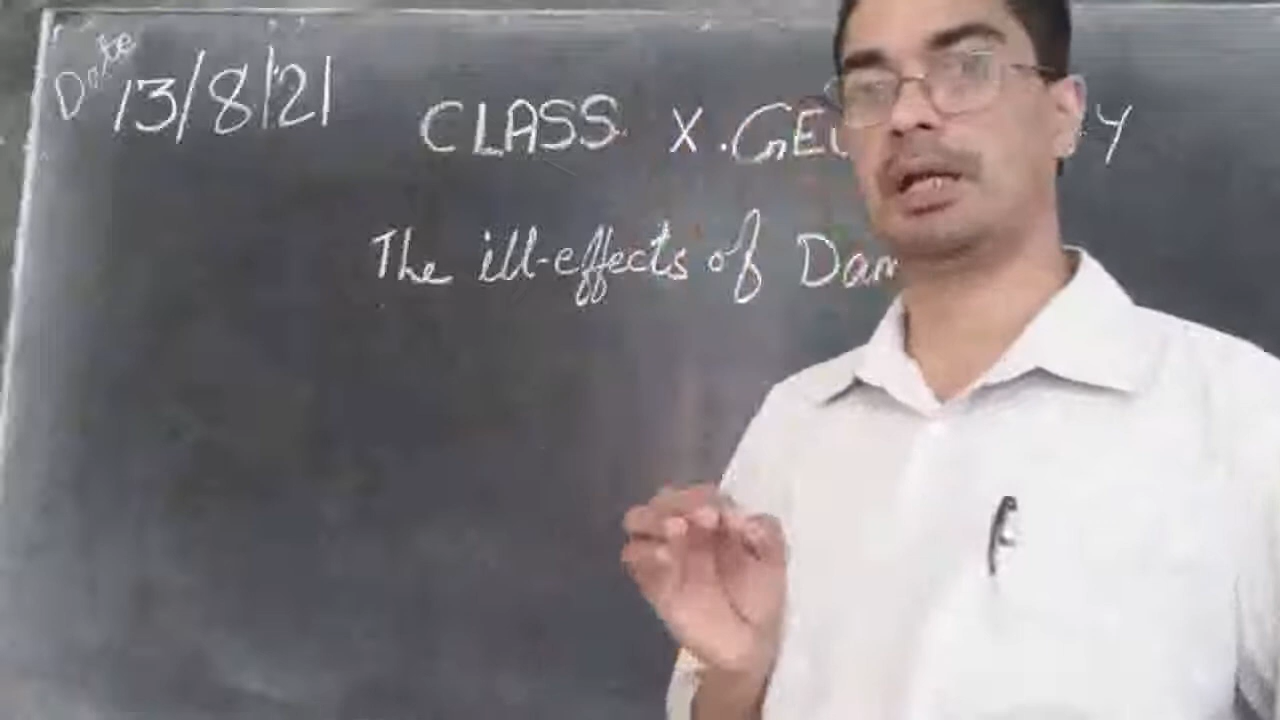 Date 13/8/21
CLASS X.
The ill-effects of